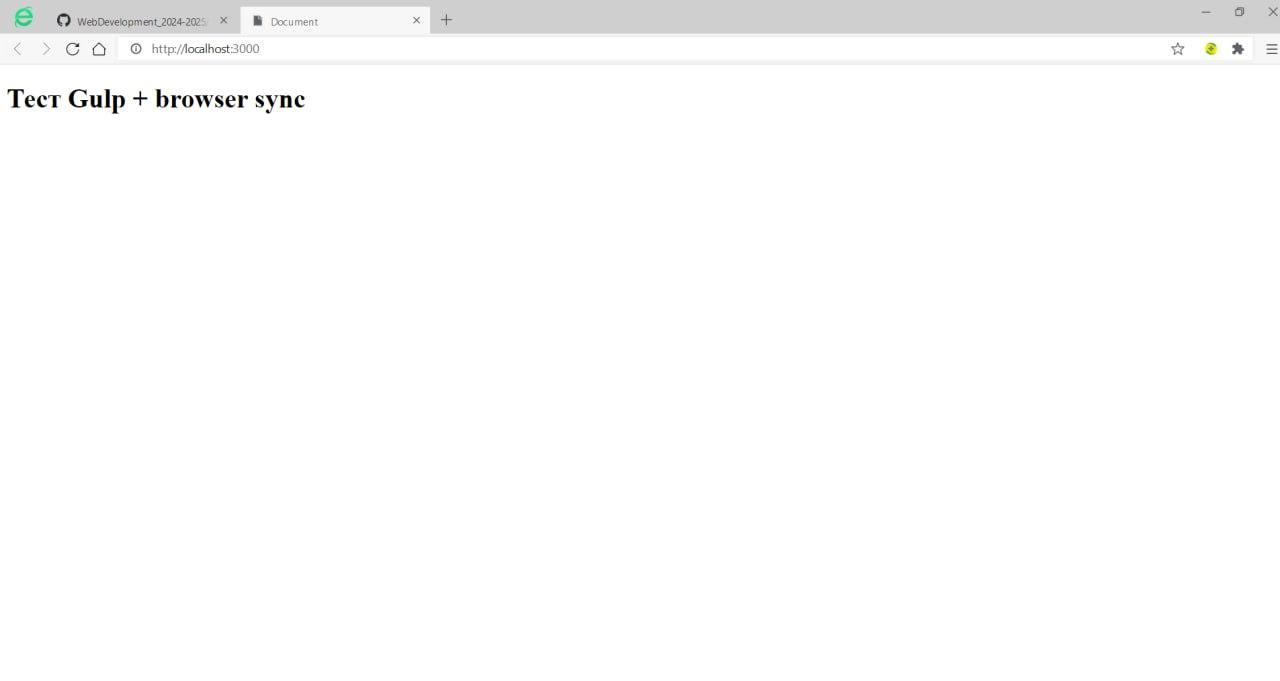 WebDevelopment_2024-2025
Document
http://localhost:3000
Тест Gulp + browser sync